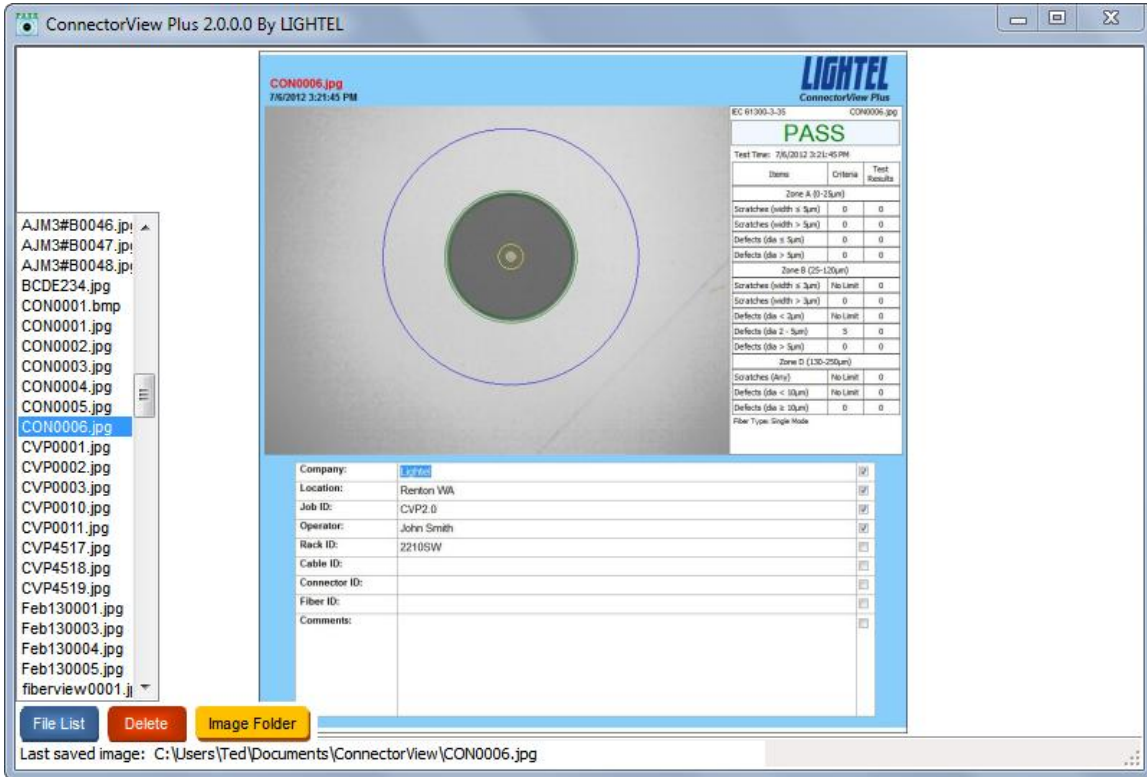 ConnectorView Plus 2.0.0.0 By LIGHTEL
CON0006.jpg
7/6/2012 3:21:45 PM
LIGHTEL
ConnectorView Plus
IEC 61300-3-35 CON0006.jpg
PASS
Test Time: 7/6/2012 3:21:45 PM
Items Criteria Test Results
Zone A (0-25μm)
Scratches (width ≤ 5μm) 0 0
Scratches (width > 5μm) 0 0
Defects (dia ≤ 5μm) 0 0
Defects (dia > 5μm) 0 0
Zone B (25-120μm)
Scratches (width ≤ 3μm) No Limit 0
Scratches (width > 3μm) 0 0
Defects (dia < 2μm) No Limit 0
Defects (dia 2 - 5μm) 5 0
Defects (dia > 5μm) 0 0
Zone D (130-250μm)
Scratches (Any) No Limit 0
Defects (dia < 10μm) No Limit 0
Defects (dia ≥ 10μm) 0 0
Fiber Type: Single Mode
AJM3#B0046.jp
AJM3#B0047.jp
AJM3#B0048.jp
BCDE234.jpg
CON0001.bmp
CON0001.jpg
CON0002.jpg
CON0003.jpg
CON0004.jpg
CON0005.jpg
CON0006.jpg
CVP0001.jpg
CVP0002.jpg
CVP0003.jpg
CVP0010.jpg
CVP0011.jpg
CVP4517.jpg
CVP4518.jpg
CVP4519.jpg
Feb130001.jpg
Feb130003.jpg
Feb130004.jpg
Feb130005.jpg
fiberview0001.j
Company: Lightel
Location: Renton WA
Job ID: CVP2.0
Operator: John Smith
Rack ID: 2210SW
Cable ID:
Connector ID:
Fiber ID:
Comments:
File List Delete Image Folder
Last saved image: C:\Users\Ted\Documents\ConnectorView\CON0006.jpg